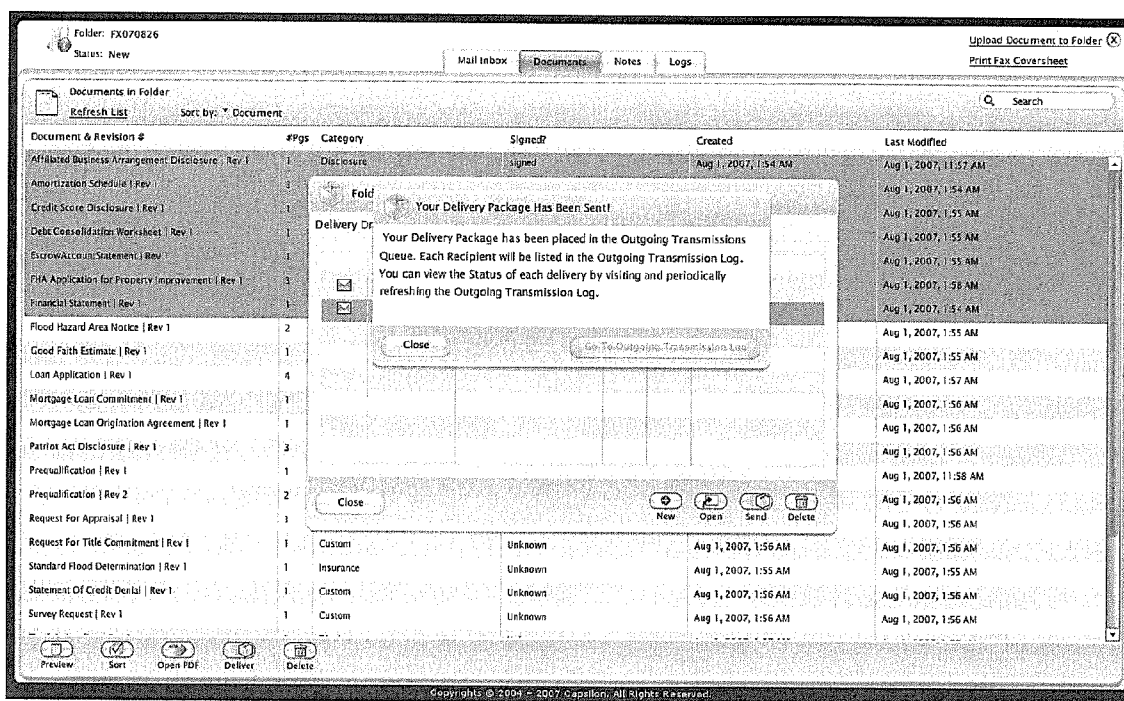 Folder: FX070826
Status: New
Upload Document to Folder
Print Fax Coversheet
Mail Inbox Documents Notes Logs
Documents in Folder
Refresh List Sort by: Document
Search
Document & Revision # #Pgs Category Signed? Created Last Modified
Affiliated Business Arrangement Disclosure | Rev 1 1 Disclosure signed Aug 1, 2007, 1:54 AM Aug 1, 2007, 11:57 AM
Amortization Schedule | Rev 1 3 Aug 1, 2007, 1:54 AM
Credit Score Disclosure | Rev 1 1 Aug 1, 2007, 1:55 AM
Debt Consolidation Worksheet | Rev 1 1 Aug 1, 2007, 1:55 AM
EscrowAccountStatement | Rev 1 1 Aug 1, 2007, 1:55 AM
FHA Application for Property Improvement | Rev 1 3 Aug 1, 2007, 1:58 AM
Financial Statement | Rev 1 1 Aug 1, 2007, 1:54 AM
Flood Hazard Area Notice | Rev 1 2 Aug 1, 2007, 1:55 AM
Good Faith Estimate | Rev 1 1 Aug 1, 2007, 1:55 AM
Loan Application | Rev 1 4 Aug 1, 2007, 1:57 AM
Mortgage Loan Commitment | Rev 1 Aug 1, 2007, 1:56 AM
Mortgage Loan Origination Agreement | Rev 1 1 Aug 1, 2007, 1:56 AM
Patriot Act Disclosure | Rev 1 3 Aug 1, 2007, 1:56 AM
Prequalification | Rev 1 1 Aug 1, 2007, 11:58 AM
Prequalification | Rev 2 2 Aug 1, 2007, 1:56 AM
Request For Appraisal | Rev 1 Aug 1, 2007, 1:56 AM
Request For Title Commitment | Rev 1 1 Custom Unknown Aug 1, 2007, 1:56 AM Aug 1, 2007, 1:56 AM
Standard Flood Determination | Rev 1 1 Insurance Unknown Aug 1, 2007, 1:55 AM Aug 1, 2007, 1:55 AM
Statement Of Credit Denial | Rev 1 1 Custom Unknown Aug 1, 2007, 1:56 AM Aug 1, 2007, 1:56 AM
Survey Request | Rev 1 1 Custom Unknown Aug 1, 2007, 1:56 AM Aug 1, 2007, 1:56 AM
Fold
Delivery Dr
Your Delivery Package Has Been Sent!
Your Delivery Package has been placed in the Outgoing Transmissions
Queue. Each Recipient will be listed in the Outgoing Transmission Log.
You can view the Status of each delivery by visiting and periodically
refreshing the Outgoing Transmission Log.
Close Go To Outgoing Transmission Log
Close New Open Send Delete
Preview Sort Open PDF Deliver Delete
Copyrights © 2004 - 2007 Capsilon. All Rights Reserved.